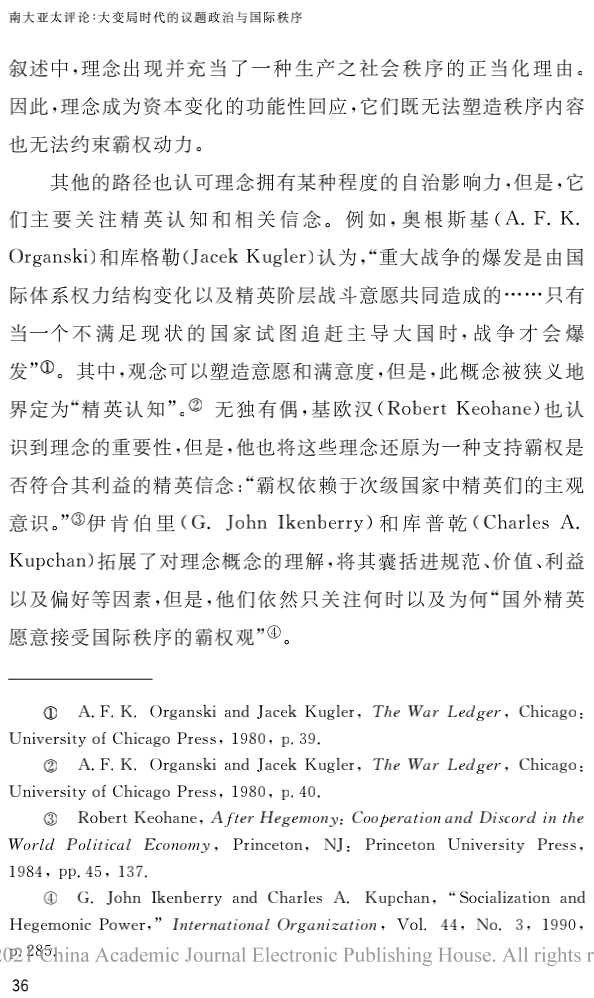 南大亚太评论:大变局时代的议题政治与国际秩序
叙述中,理念出现并充当了一种生产之社会秩序的正当化理由。
因此,理念成为资本变化的功能性回应,它们既无法塑造秩序内容
也无法约束霸权动力。
其他的路径也认可理念拥有某种程度的自治影响力,但是,它
们主要关注精英认知和相关信念。例如,奥根斯基(A. F. K.
Organski)和库格勒(Jacek Kugler)认为,“重大战争的爆发是由国
际体系权力结构变化以及精英阶层战斗意愿共同造成的……只有
当一个不满足现状的国家试图追赶主导大国时,战争才会爆
发”①。其中,观念可以塑造意愿和满意度,但是,此概念被狭义地
界定为“精英认知”。② 无独有偶,基欧汉(Robert Keohane)也认
识到理念的重要性,但是,他也将这些理念还原为一种支持霸权是
否符合其利益的精英信念:“霸权依赖于次级国家中精英们的主观
意识。”③伊肯伯里(G. John Ikenberry)和库普乾(Charles A.
Kupchan)拓展了对理念概念的理解,将其囊括进规范、价值、利益
以及偏好等因素,但是,他们依然只关注何时以及为何“国外精英
愿意接受国际秩序的霸权观”④。
① A. F. K. Organski and Jacek Kugler, The War Ledger, Chicago:
University of Chicago Press, 1980, p. 39.
② A. F. K. Organski and Jacek Kugler, The War Ledger, Chicago:
University of Chicago Press, 1980, p. 40.
③ Robert Keohane, After Hegemony: Cooperation and Discord in the
World Political Economy, Princeton, NJ: Princeton University Press,
1984, pp. 45, 137.
④ G. John Ikenberry and Charles A. Kupchan, “Socialization and
Hegemonic Power,” International Organization, Vol. 44, No. 3, 1990,
p. 285.
China Academic Journal Electronic Publishing House. All rights r
36